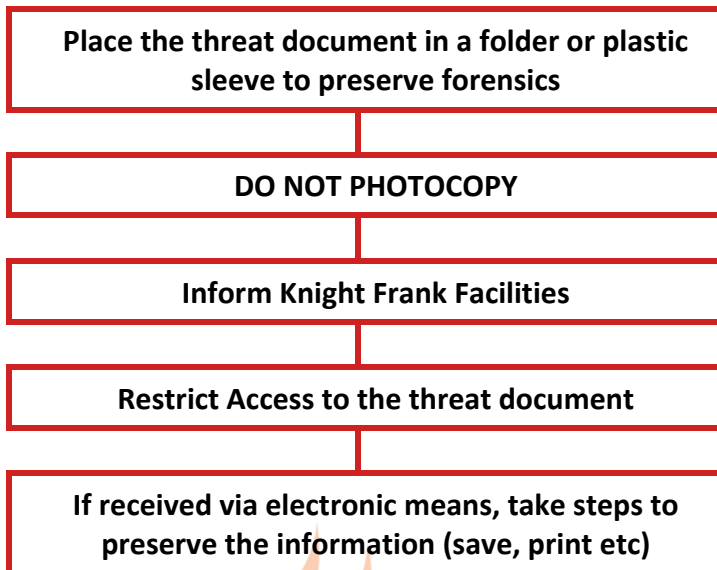 Place the threat document in a folder or plastic
sleeve to preserve forensics
DO NOT PHOTOCOPY
Inform Knight Frank Facilities
Restrict Access to the threat document
If received via electronic means, take steps to
preserve the information (save, print etc)